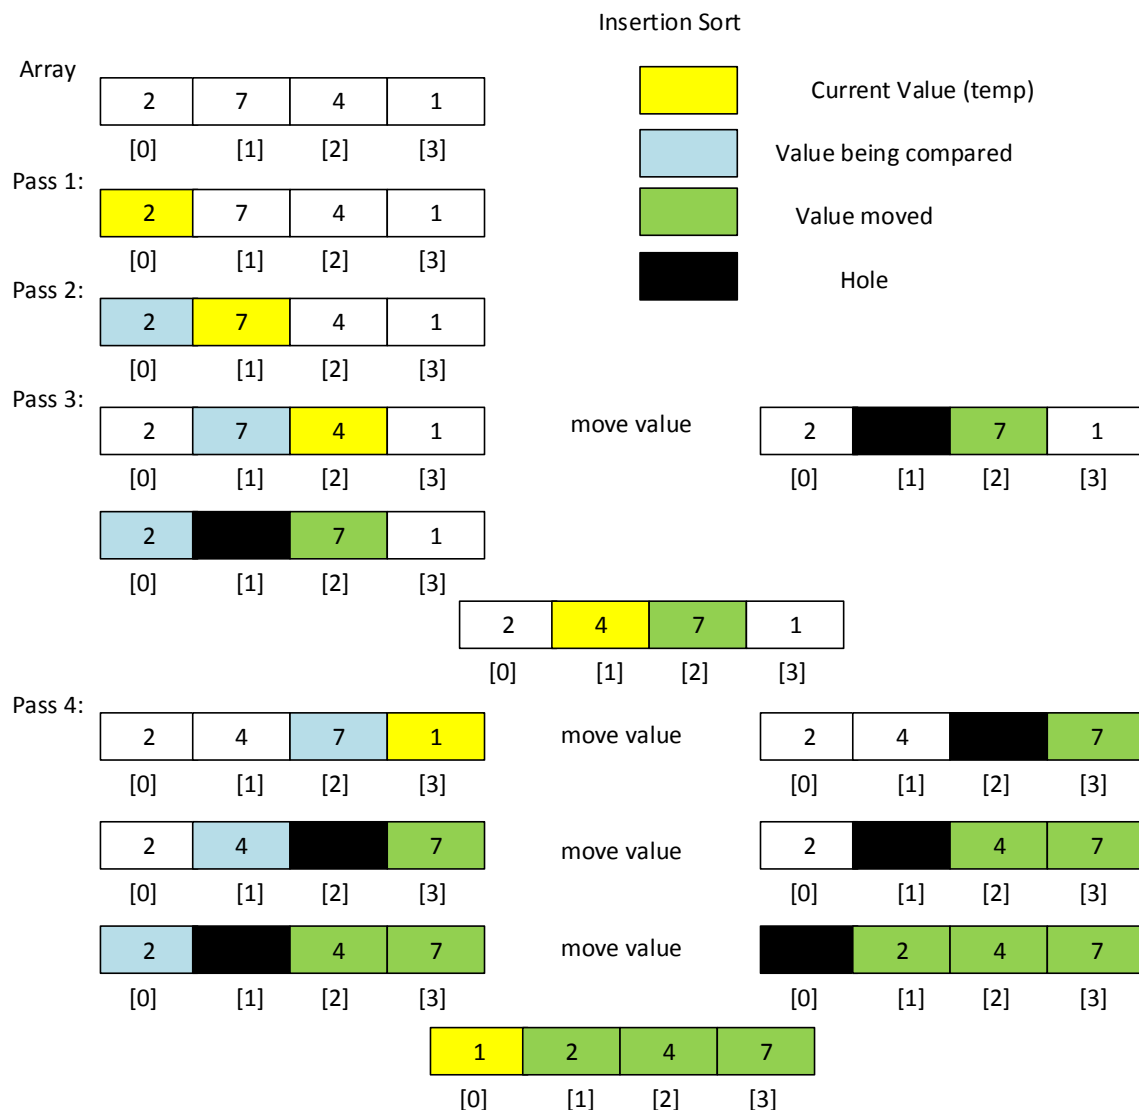 Insertion Sort
Array
2 7 4 1
[0] [1] [2] [3]
Current Value (temp)
Value being compared
Value moved
Hole
Pass 1:
2 7 4 1
[0] [1] [2] [3]
Pass 2:
2 7 4 1
[0] [1] [2] [3]
Pass 3:
2 7 4 1
[0] [1] [2] [3]
move value
2 7 1
[0] [1] [2] [3]
2 7 1
[0] [1] [2] [3]
2 4 7 1
[0] [1] [2] [3]
Pass 4:
2 4 7 1
[0] [1] [2] [3]
move value
2 4 7
[0] [1] [2] [3]
2 4 7
[0] [1] [2] [3]
move value
2 4 7
[0] [1] [2] [3]
2 4 7
[0] [1] [2] [3]
move value
2 4 7
[0] [1] [2] [3]
1 2 4 7
[0] [1] [2] [3]